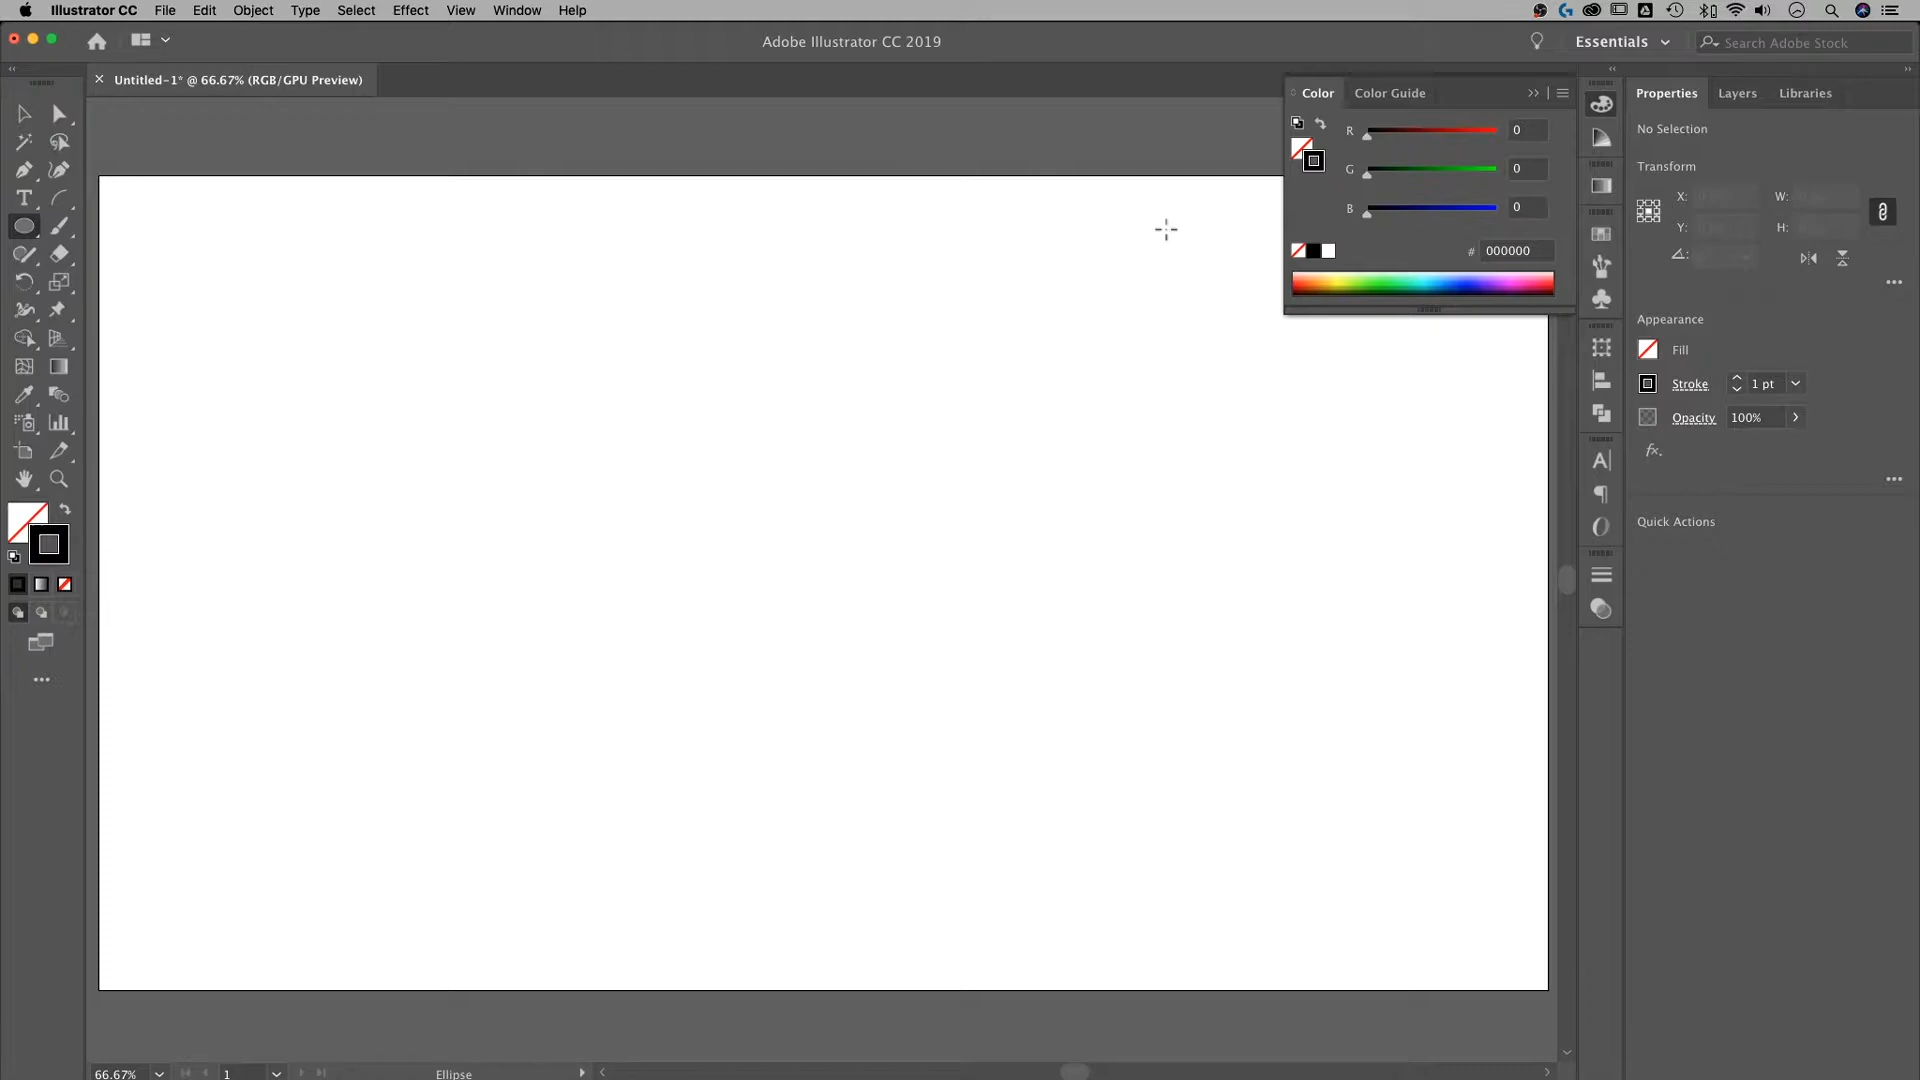 Illustrator CC File Edit Object Type Select Effect View Window Help
Adobe Illustrator CC 2019
Essentials
Search Adobe Stock
Untitled-1* @ 66.67% (RGB/GPU Preview)
Color Color Guide
R 0
G 0
B 0
# 000000
Properties Layers Libraries
No Selection
Transform
X: W:
Y: H:
Appearance
Fill
Stroke 1 pt
Opacity 100%
fx.
Quick Actions
66.67% 1 Ellipse